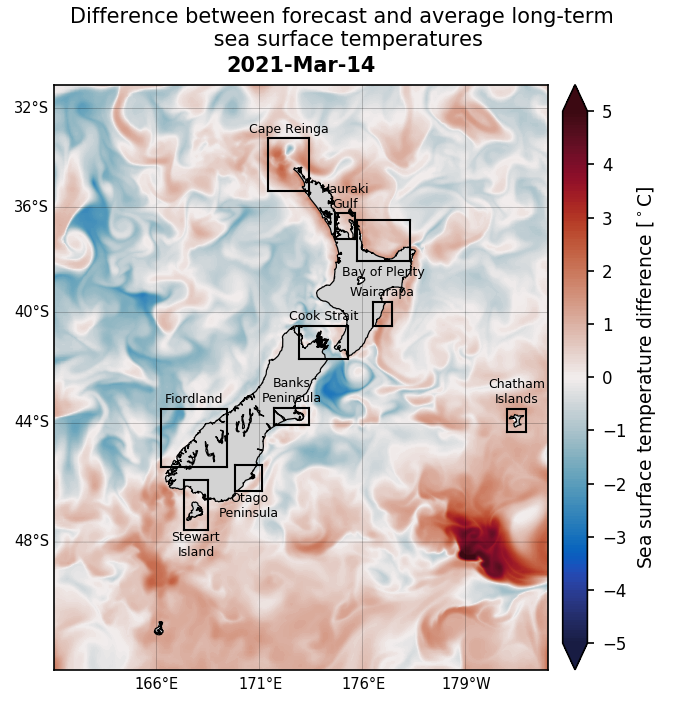 Difference between forecast and average long-term
sea surface temperatures
2021-Mar-14
32°S
36°S
40°S
44°S
48°S
166°E
171°E
176°E
179°W
Cape Reinga
Hauraki
Gulf
Bay of Plenty
Wairarapa
Cook Strait
Banks
Peninsula
Fiordland
Chatham
Islands
Otago
Peninsula
Stewart
Island
5
4
3
2
1
0
−1
−2
−3
−4
−5
Sea surface temperature difference [°C]